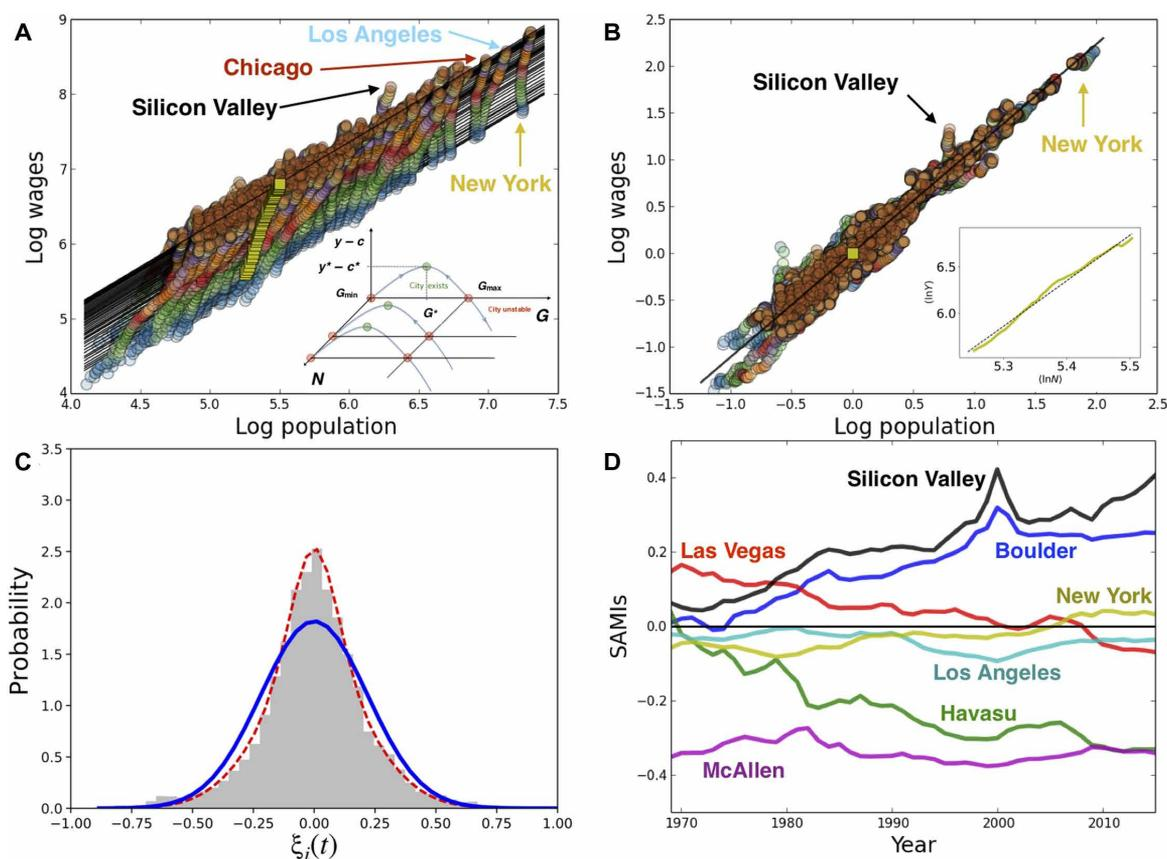 A
9
8
7
6
5
4
4.0
4.5
5.0
5.5
6.0
6.5
7.0
7.5
Log wages
Log population
Los Angeles
Chicago
Silicon Valley
New York
y − c
y* − c*
City exists
Gmin
Gmax
G*
G
City unstable
N
B
2.5
2.0
1.5
1.0
0.5
0.0
−0.5
−1.0
−1.5
−1.5
−1.0
−0.5
0.0
0.5
1.0
1.5
2.0
2.5
Log wages
Log population
Silicon Valley
New York
⟨lnY⟩
6.5
6.0
5.3
5.4
5.5
⟨lnN⟩
C
3.5
3.0
2.5
2.0
1.5
1.0
0.5
0.0
−1.00
−0.75
−0.50
−0.25
0.00
0.25
0.50
0.75
1.00
Probability
ξi(t)
D
0.4
0.2
0.0
−0.2
−0.4
1970
1980
1990
2000
2010
SAMIs
Year
Silicon Valley
Las Vegas
Boulder
New York
Los Angeles
Havasu
McAllen